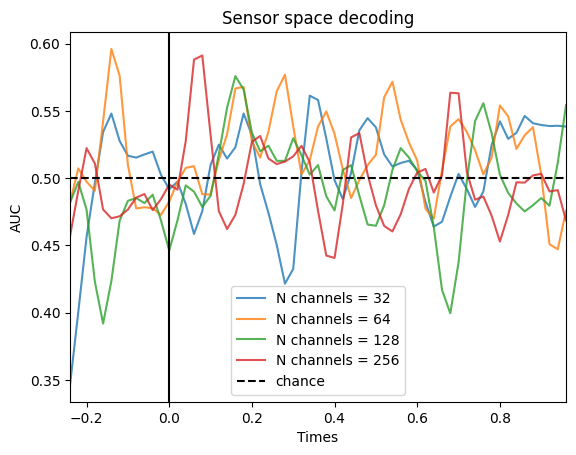 Sensor space decoding
AUC
0.60
0.55
0.50
0.45
0.40
0.35
N channels = 32
N channels = 64
N channels = 128
N channels = 256
chance
−0.2
0.0
0.2
0.4
0.6
0.8
Times